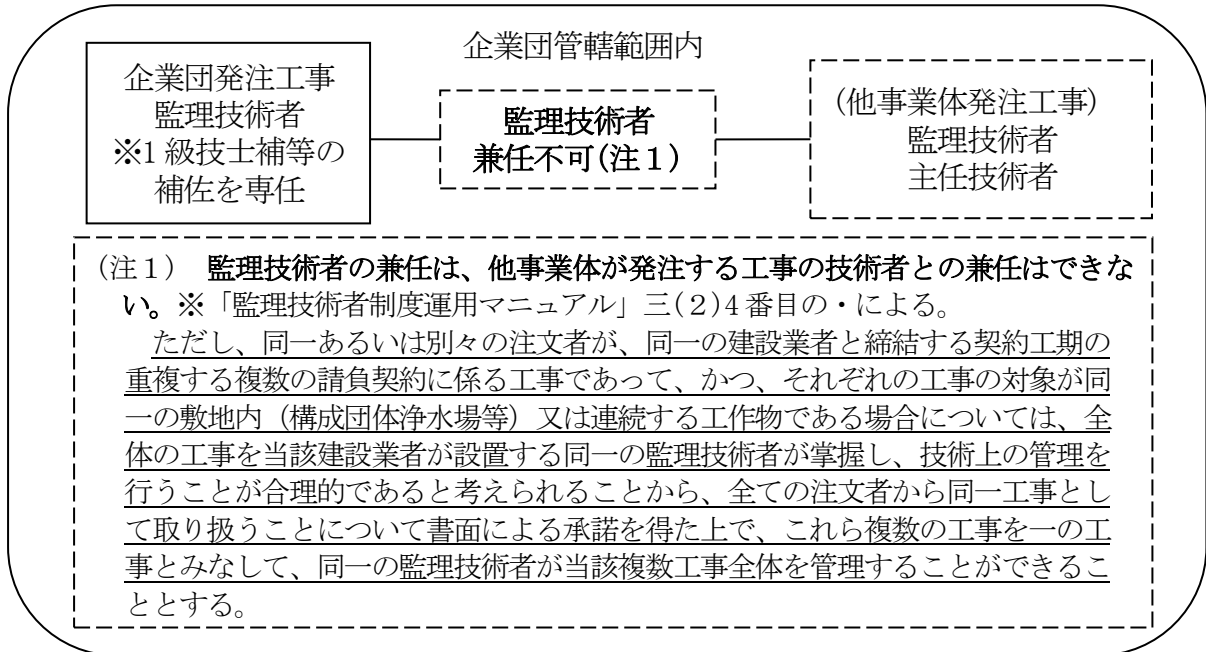 企業団管轄範囲内
企業団発注工事
監理技術者
※1級技士補等の
補佐を専任
監理技術者
兼任不可(注1)
(他事業体発注工事)
監理技術者
主任技術者
(注1) 監理技術者の兼任は、他事業体が発注する工事の技術者との兼任はできな
い。※「監理技術者制度運用マニュアル」三(2)4番目の・による。
ただし、同一あるいは別々の注文者が、同一の建設業者と締結する契約工期の
重複する複数の請負契約に係る工事であって、かつ、それぞれの工事の対象が同
一の敷地内（構成団体浄水場等）又は連続する工作物である場合については、全
体の工事を当該建設業者が設置する同一の監理技術者が掌握し、技術上の管理を
行うことが合理的であると考えられることから、全ての注文者から同一工事とし
て取り扱うことについて書面による承諾を得た上で、これら複数の工事を一の工
事とみなして、同一の監理技術者が当該複数工事全体を管理することができるこ
ととする。